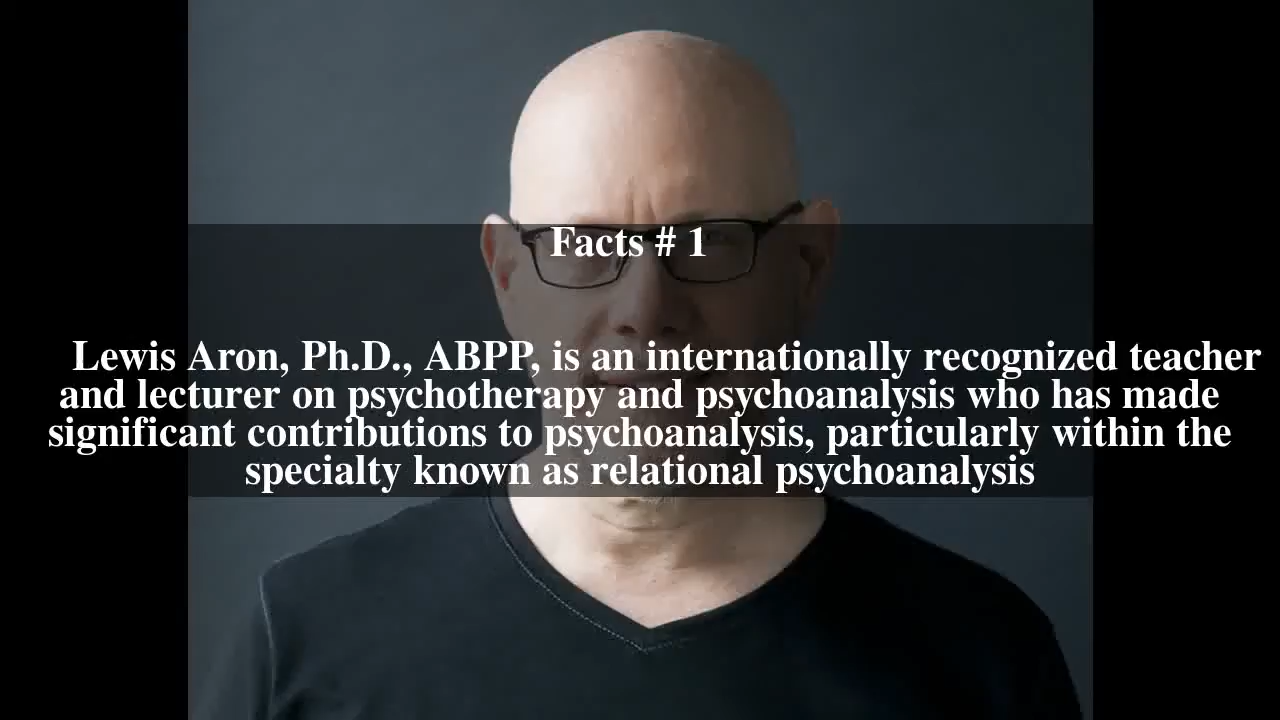 Facts # 1
Lewis Aron, Ph.D., ABPP, is an internationally recognized teacher
and lecturer on psychotherapy and psychoanalysis who has made
significant contributions to psychoanalysis, particularly within the
specialty known as relational psychoanalysis